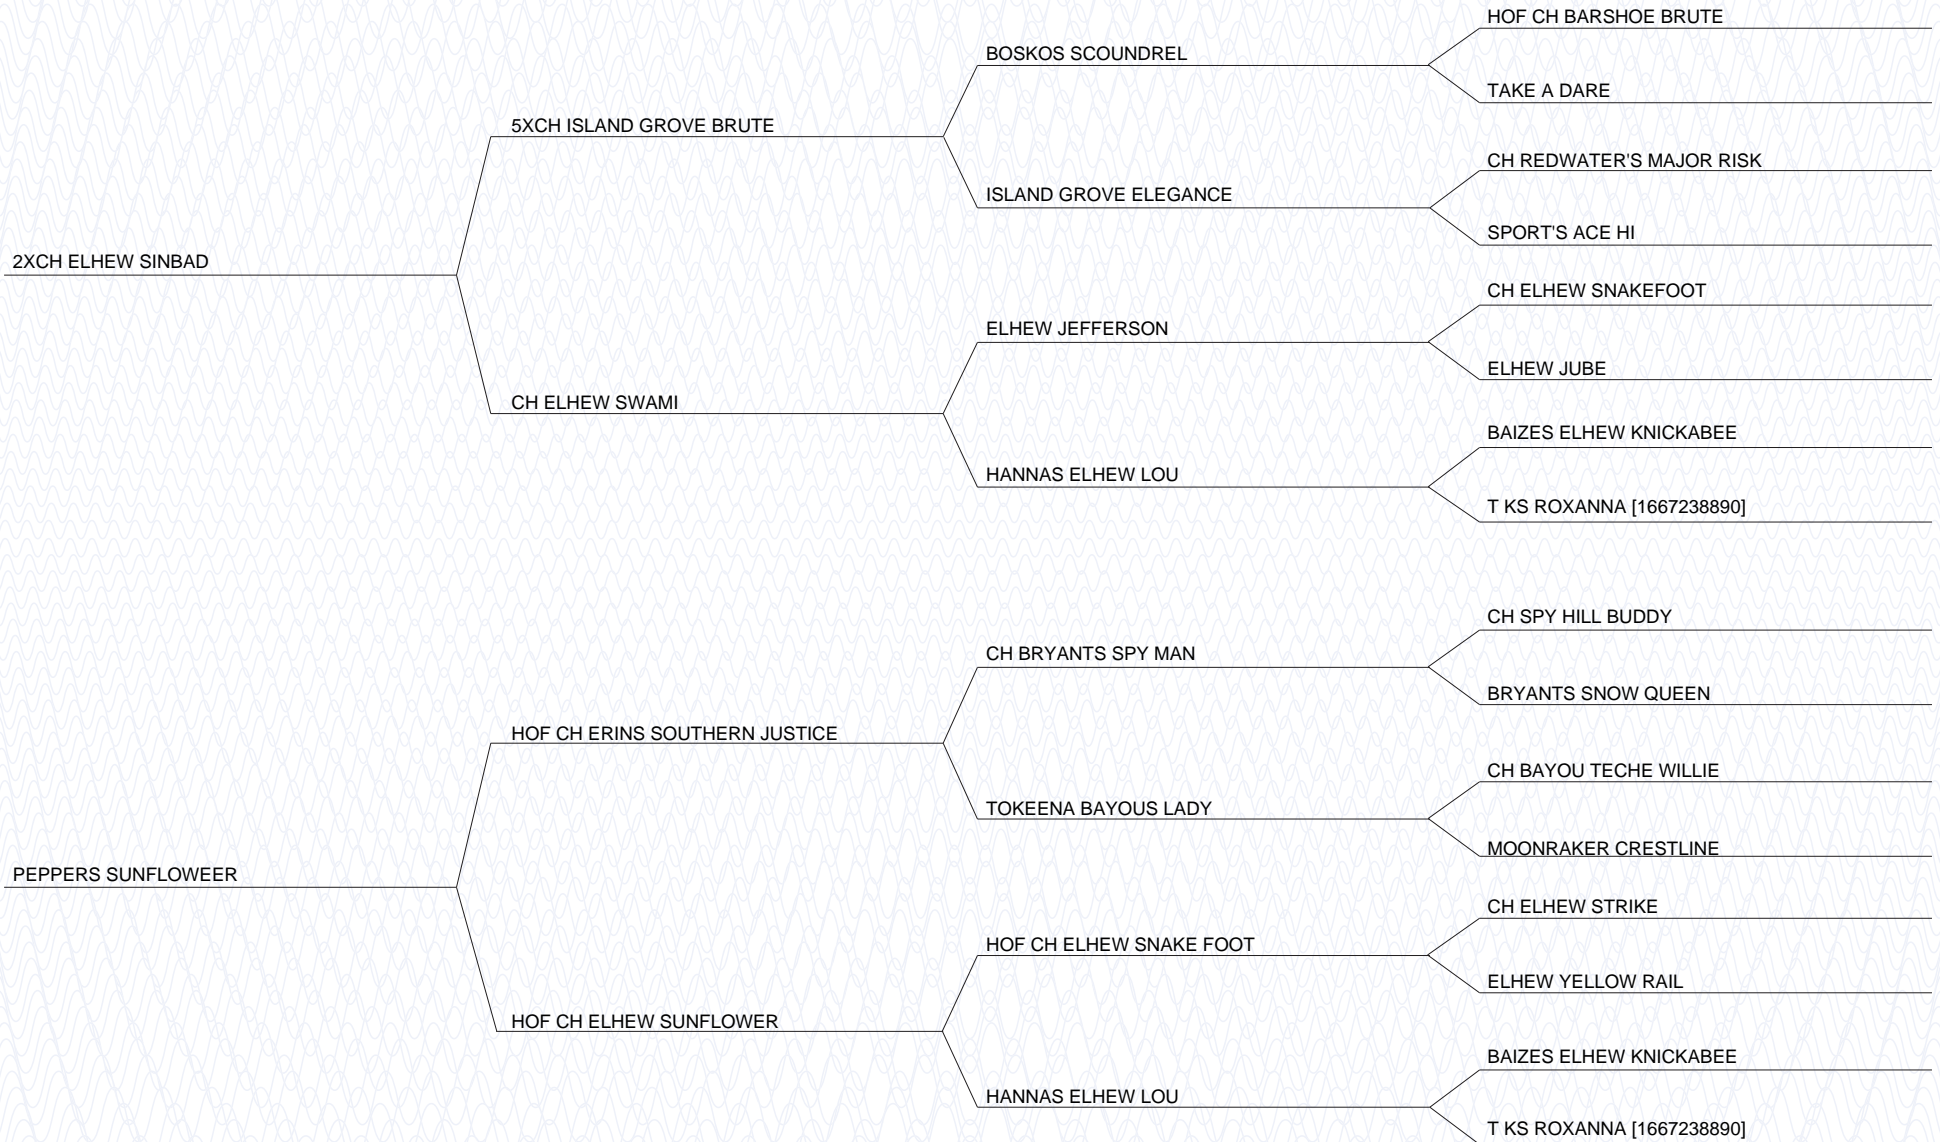 HOF CH BARSHOE BRUTE
BOSKOS SCOUNDREL
TAKE A DARE
5XCH ISLAND GROVE BRUTE
CH REDWATER'S MAJOR RISK
ISLAND GROVE ELEGANCE
SPORT'S ACE HI
2XCH ELHEW SINBAD
CH ELHEW SNAKEFOOT
ELHEW JEFFERSON
ELHEW JUBE
CH ELHEW SWAMI
BAIZES ELHEW KNICKABEE
HANNAS ELHEW LOU
T KS ROXANNA [1667238890]
CH SPY HILL BUDDY
CH BRYANTS SPY MAN
BRYANTS SNOW QUEEN
HOF CH ERINS SOUTHERN JUSTICE
CH BAYOU TECHE WILLIE
TOKEENA BAYOUS LADY
MOONRAKER CRESTLINE
PEPPERS SUNFLOWEER
CH ELHEW STRIKE
HOF CH ELHEW SNAKE FOOT
ELHEW YELLOW RAIL
HOF CH ELHEW SUNFLOWER
BAIZES ELHEW KNICKABEE
HANNAS ELHEW LOU
T KS ROXANNA [1667238890]